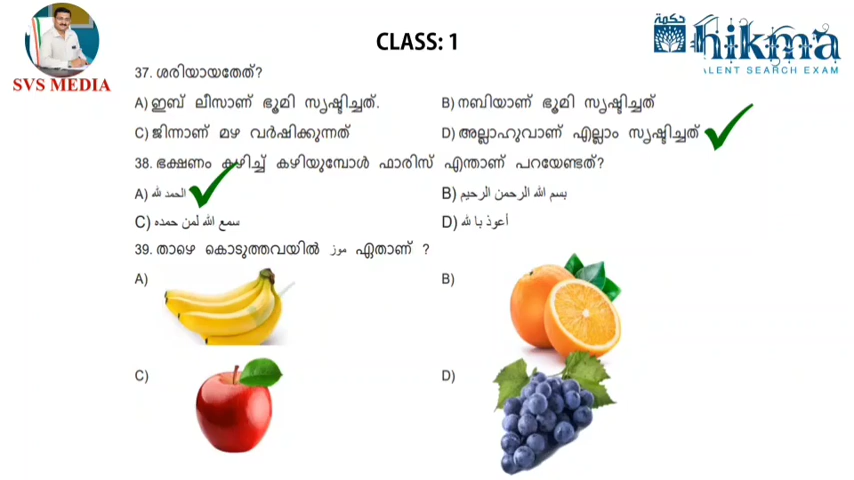 CLASS: 1
SVS MEDIA
حكمة
hikma
TALENT SEARCH EXAM
37. ശരിയായതേത്?
A) ഇബ് ലീസാണ് ഭൂമി സൃഷ്ടിച്ചത്.
B) നബിയാണ് ഭൂമി സൃഷ്ടിച്ചത്
C) ജിന്നാണ് മഴ വർഷിക്കുന്നത്
D) അല്ലാഹുവാണ് എല്ലാം സൃഷ്ടിച്ചത്
38. ഭക്ഷണം കഴിച്ച് കഴിയുമ്പോൾ ഫാരിസ് എന്താണ് പറയേണ്ടത്?
A) الحمد لله
B) بسم الله الرحمن الرحيم
C) سمع الله لمن حمده
D) أعوذ با لله
39. താഴെ കൊടുത്തവയിൽ موز ഏതാണ് ?
A)
B)
C)
D)